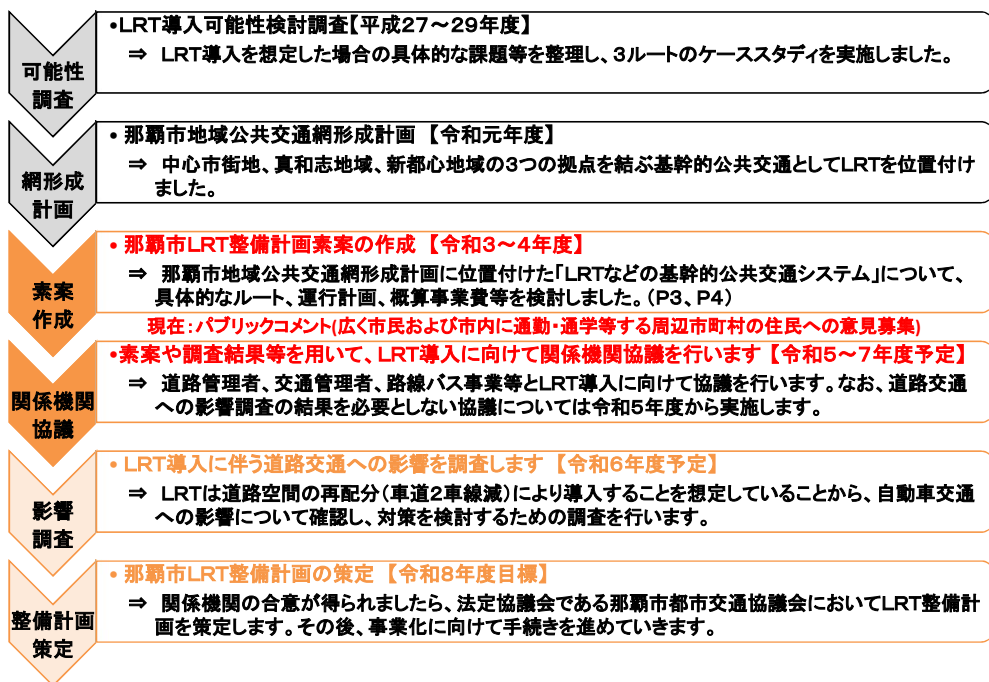 可能性
調査
•LRT導入可能性検討調査【平成27～29年度】
⇒ LRT導入を想定した場合の具体的な課題等を整理し、3ルートのケーススタディを実施しました。
網形成
計画
• 那覇市地域公共交通網形成計画 【令和元年度】
⇒ 中心市街地、真和志地域、新都心地域の3つの拠点を結ぶ基幹的公共交通としてLRTを位置付け
ました。
素案
作成
• 那覇市LRT整備計画素案の作成 【令和3～4年度】
⇒ 那覇市地域公共交通網形成計画に位置付けた「LRTなどの基幹的公共交通システム」について、
具体的なルート、運行計画、概算事業費等を検討しました。(P3、P4)
現在：パブリックコメント(広く市民および市内に通勤・通学等する周辺市町村の住民への意見募集)
関係機関
協議
•素案や調査結果等を用いて、LRT導入に向けて関係機関協議を行います【令和5～7年度予定】
⇒ 道路管理者、交通管理者、路線バス事業等とLRT導入に向けて協議を行います。なお、道路交通
への影響調査の結果を必要としない協議については令和5年度から実施します。
影響
調査
• LRT導入に伴う道路交通への影響を調査します 【令和6年度予定】
⇒ LRTは道路空間の再配分（車道2車線減）により導入することを想定していることから、自動車交通
への影響について確認し、対策を検討するための調査を行います。
整備計画
策定
• 那覇市LRT整備計画の策定 【令和8年度目標】
⇒ 関係機関の合意が得られましたら、法定協議会である那覇市都市交通協議会においてLRT整備計
画を策定します。その後、事業化に向けて手続きを進めていきます。